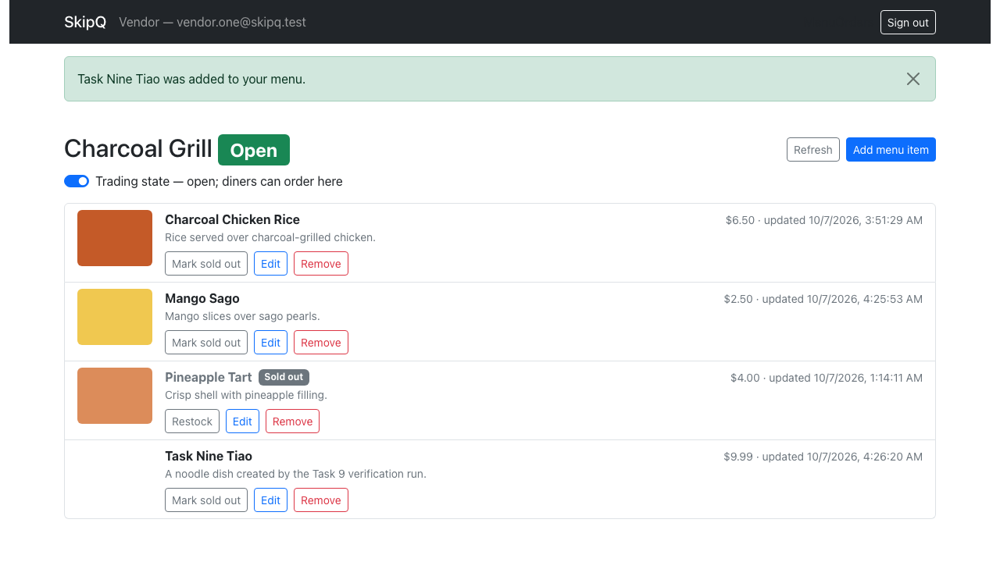 SkipQ Vendor — vendor.one@skipq.test Sign out
Task Nine Tiao was added to your menu.
Charcoal Grill Open Refresh Add menu item
Trading state — open; diners can order here
Charcoal Chicken Rice $6.50 · updated 10/7/2026, 3:51:29 AM
Rice served over charcoal-grilled chicken.
Mark sold out Edit Remove
Mango Sago $2.50 · updated 10/7/2026, 4:25:53 AM
Mango slices over sago pearls.
Mark sold out Edit Remove
Pineapple Tart Sold out $4.00 · updated 10/7/2026, 1:14:11 AM
Crisp shell with pineapple filling.
Restock Edit Remove
Task Nine Tiao $9.99 · updated 10/7/2026, 4:26:20 AM
A noodle dish created by the Task 9 verification run.
Mark sold out Edit Remove